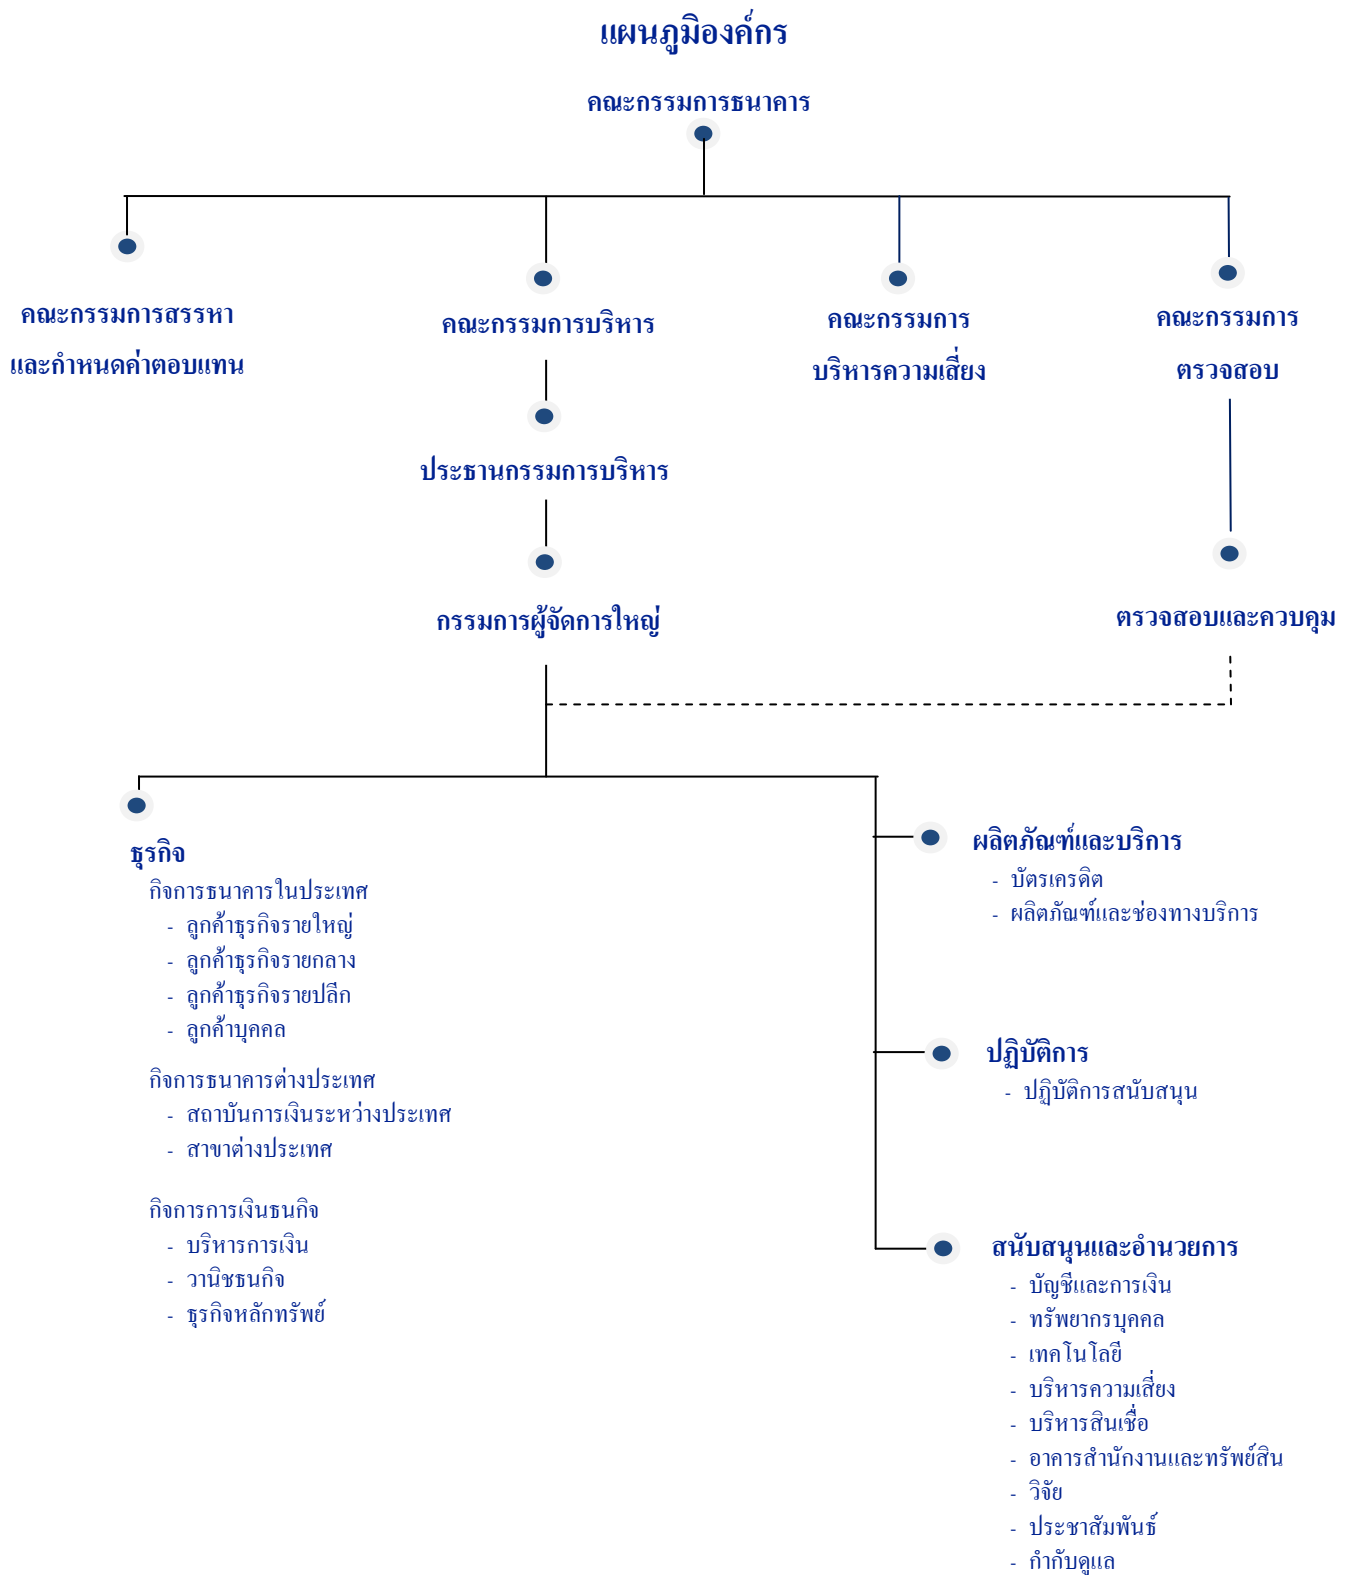 แผนภูมิองค์กร
คณะกรรมการธนาคาร
คณะกรรมการสรรหา
และกำหนดค่าตอบแทน
คณะกรรมการบริหาร
คณะกรรมการ
บริหารความเสี่ยง
คณะกรรมการ
ตรวจสอบ
ประธานกรรมการบริหาร
กรรมการผู้จัดการใหญ่
ตรวจสอบและควบคุม
ธุรกิจ
กิจการธนาคารในประเทศ
- ลูกค้าธุรกิจรายใหญ่
- ลูกค้าธุรกิจรายกลาง
- ลูกค้าธุรกิจรายปลีก
- ลูกค้าบุคคล
กิจการธนาคารต่างประเทศ
- สถาบันการเงินระหว่างประเทศ
- สาขาต่างประเทศ
กิจการการเงินธนกิจ
- บริหารการเงิน
- วานิชธนกิจ
- ธุรกิจหลักทรัพย์
ผลิตภัณฑ์และบริการ
- บัตรเครดิต
- ผลิตภัณฑ์และช่องทางบริการ
ปฏิบัติการ
- ปฏิบัติการสนับสนุน
สนับสนุนและอำนวยการ
- บัญชีและการเงิน
- ทรัพยากรบุคคล
- เทคโนโลยี
- บริหารความเสี่ยง
- บริหารสินเชื่อ
- อาคารสำนักงานและทรัพย์สิน
- วิจัย
- ประชาสัมพันธ์
- กำกับดูแล